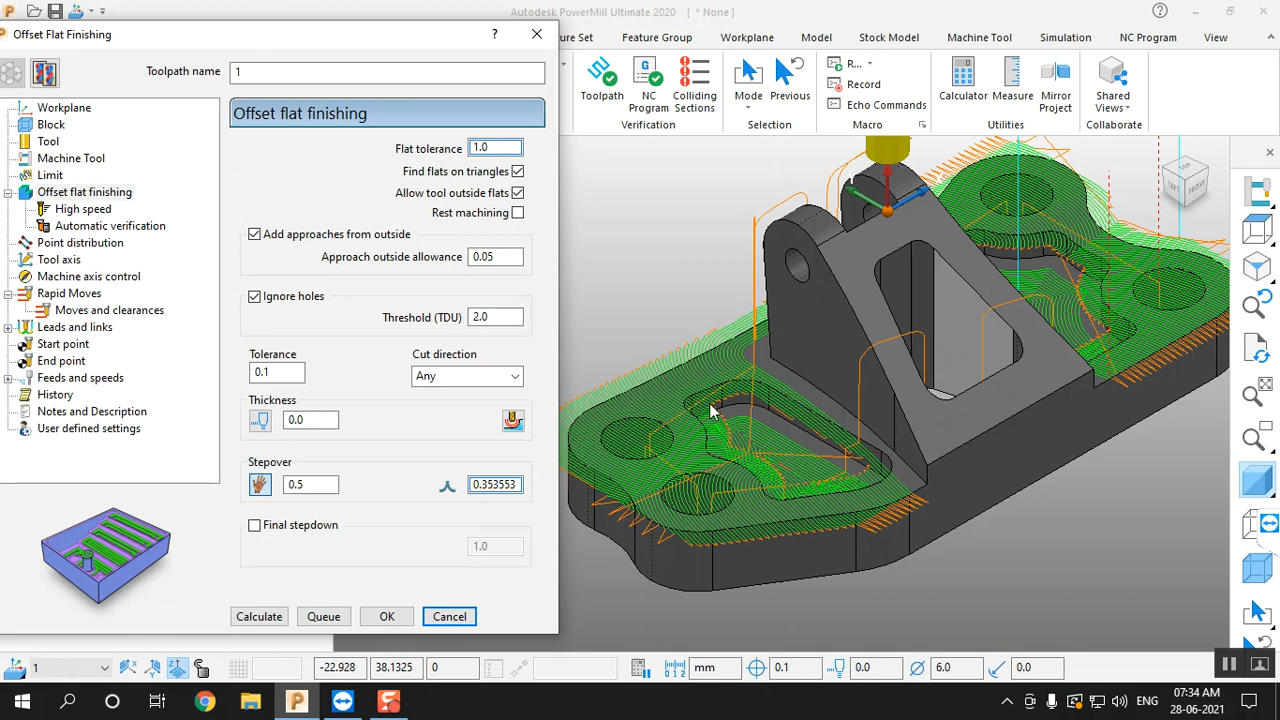 Autodesk PowerMill Ultimate 2020 [ * None ]
Offset Flat Finishing
ure Set
Feature Group
Workplane
Model
Stock Model
Machine Tool
Simulation
NC Program
View
Toolpath name
1
Workplane
Block
Tool
Machine Tool
Limit
Offset flat finishing
High speed
Automatic verification
Point distribution
Tool axis
Machine axis control
Rapid Moves
Moves and clearances
Leads and links
Start point
End point
Feeds and speeds
History
Notes and Description
User defined settings
Offset flat finishing
Flat tolerance 1.0
Find flats on triangles
Allow tool outside flats
Rest machining
Add approaches from outside
Approach outside allowance 0.05
Ignore holes
Threshold (TDU) 2.0
Tolerance
0.1
Cut direction
Any
Thickness
0.0
Stepover
0.5
0.353553
Final stepdown
1.0
Calculate
Queue
OK
Cancel
Toolpath
NC
Program
Colliding
Sections
Verification
Mode
Previous
Selection
R...
Record
Echo Commands
Macro
Calculator
Measure
Mirror
Project
Utilities
Shared
Views
Collaborate
LEFT
FRONT
1
-22.928
38.1325
0
mm
0.1
0.0
6.0
0.0
ENG
07:34 AM
28-06-2021